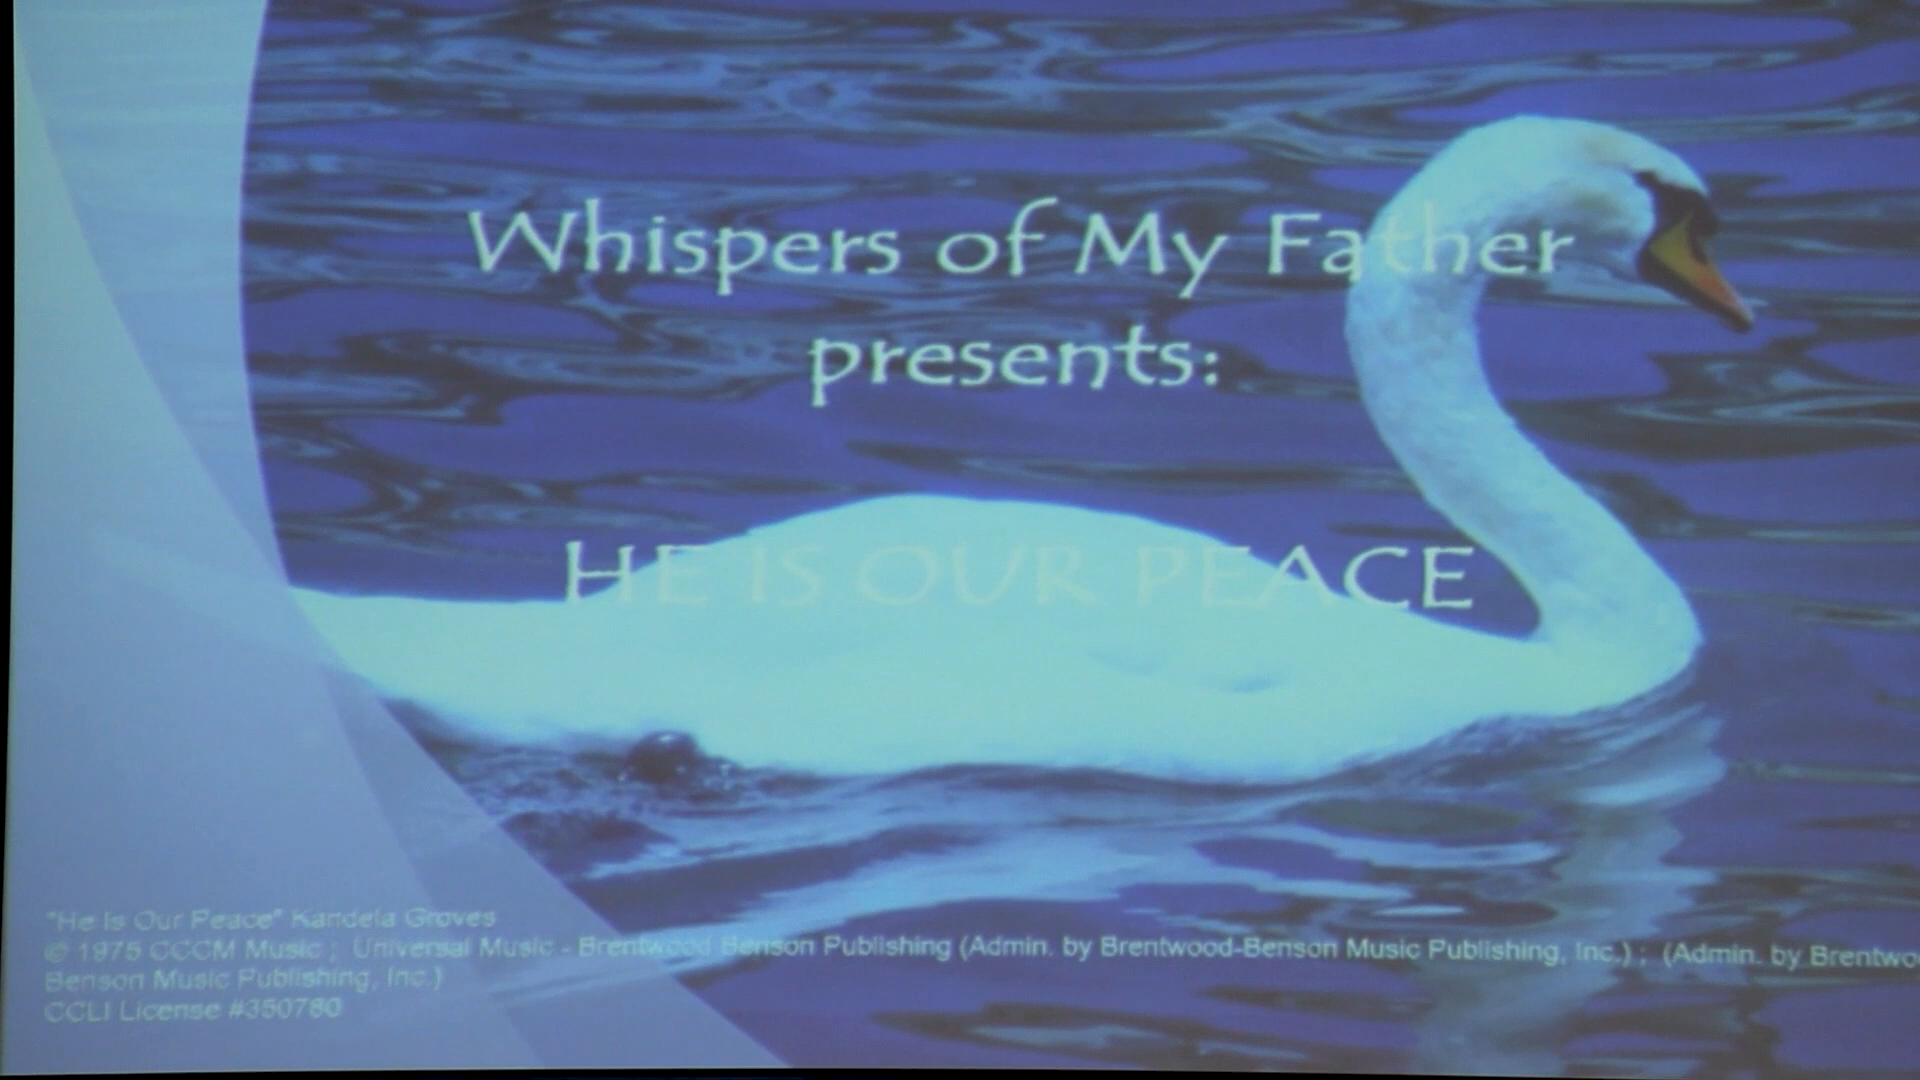 Whispers of My Father
presents:
HE IS OUR PEACE
"He Is Our Peace" Kandela Groves
© 1975 CCCM Music ; Universal Music - Brentwood Benson Publishing (Admin. by Brentwood-Benson Music Publishing, Inc.) ; (Admin. by Brentwo
Benson Music Publishing, Inc.)
CCLI License #350780